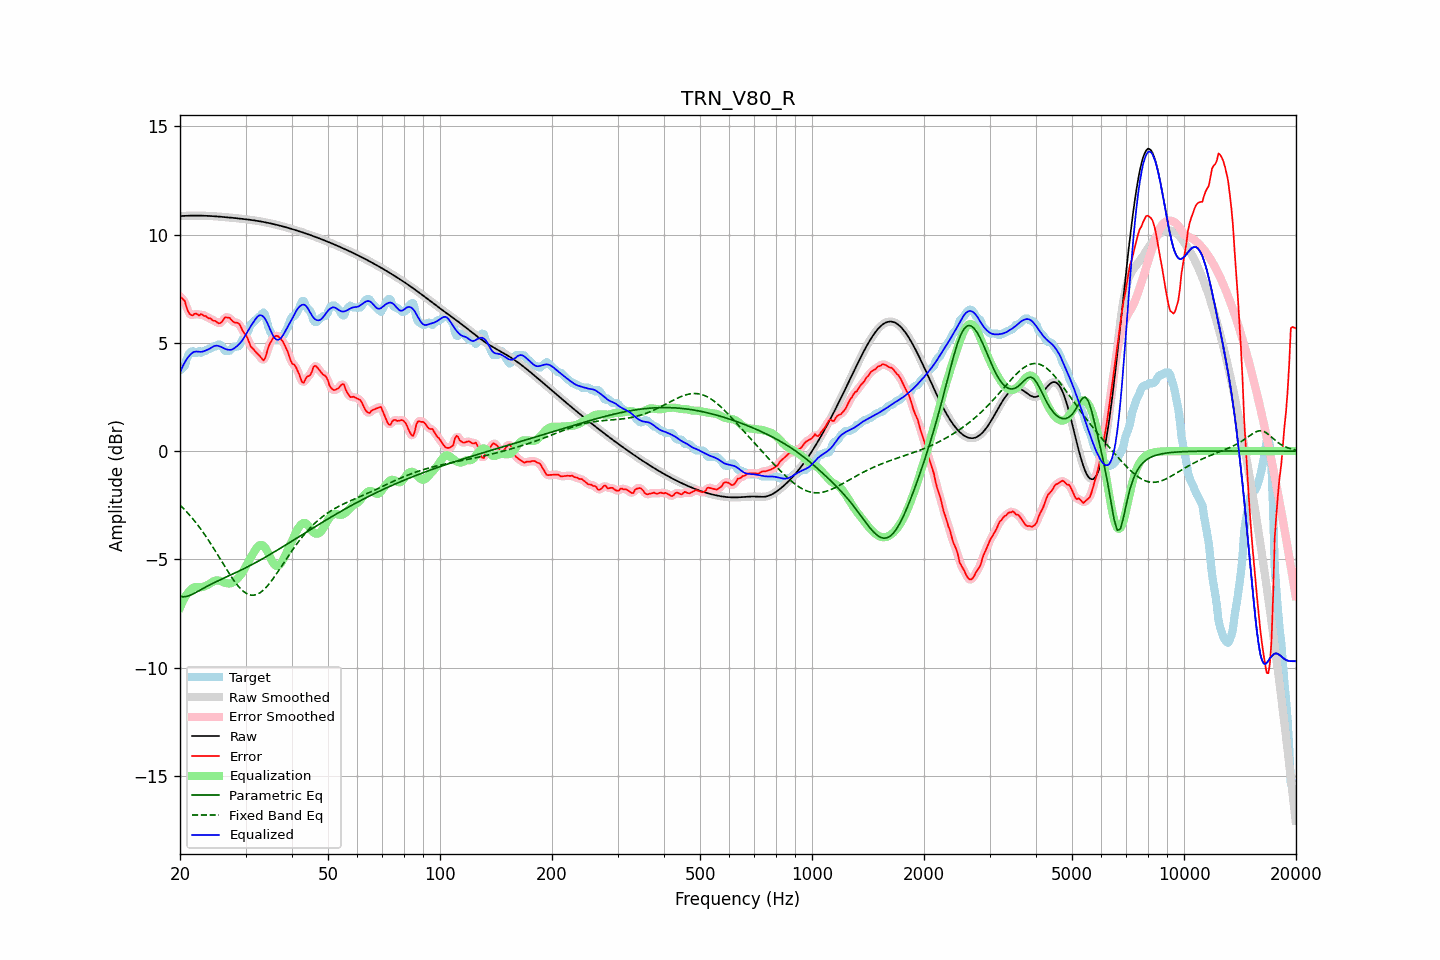 TRN_V80_R
15
10
5
0
−5
−10
−15
Amplitude (dBr)
Target
Raw Smoothed
Error Smoothed
Raw
Error
Equalization
Parametric Eq
Fixed Band Eq
Equalized
20 50 100 200 500 1000 2000 5000 10000 20000
Frequency (Hz)